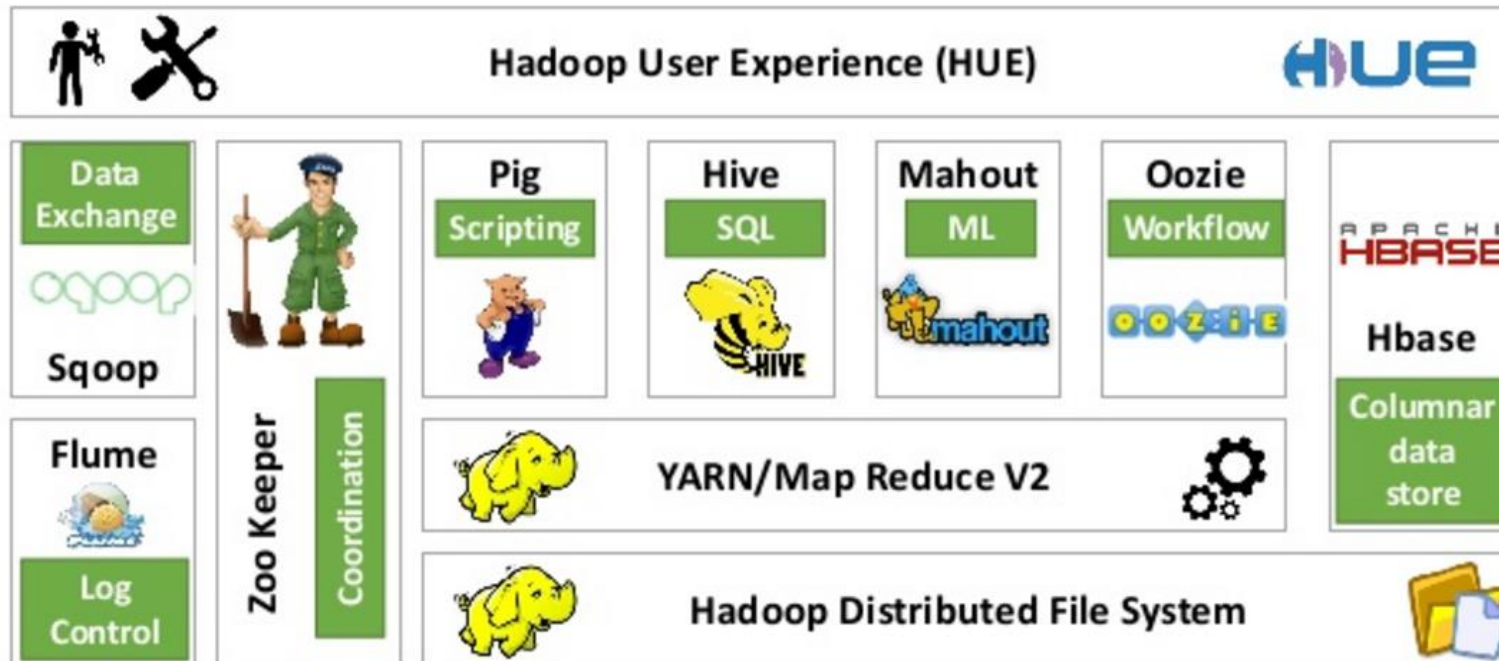 Hadoop User Experience (HUE)
HUE
Data
Exchange
sqoop
Sqoop
Flume
flume
Log
Control
Zoo Keeper
Coordination
Pig
Scripting
Hive
SQL
HIVE
Mahout
ML
mahout
Oozie
Workflow
OOZIE
APACHE
HBASE
Hbase
Columnar
data
store
YARN/Map Reduce V2
Hadoop Distributed File System